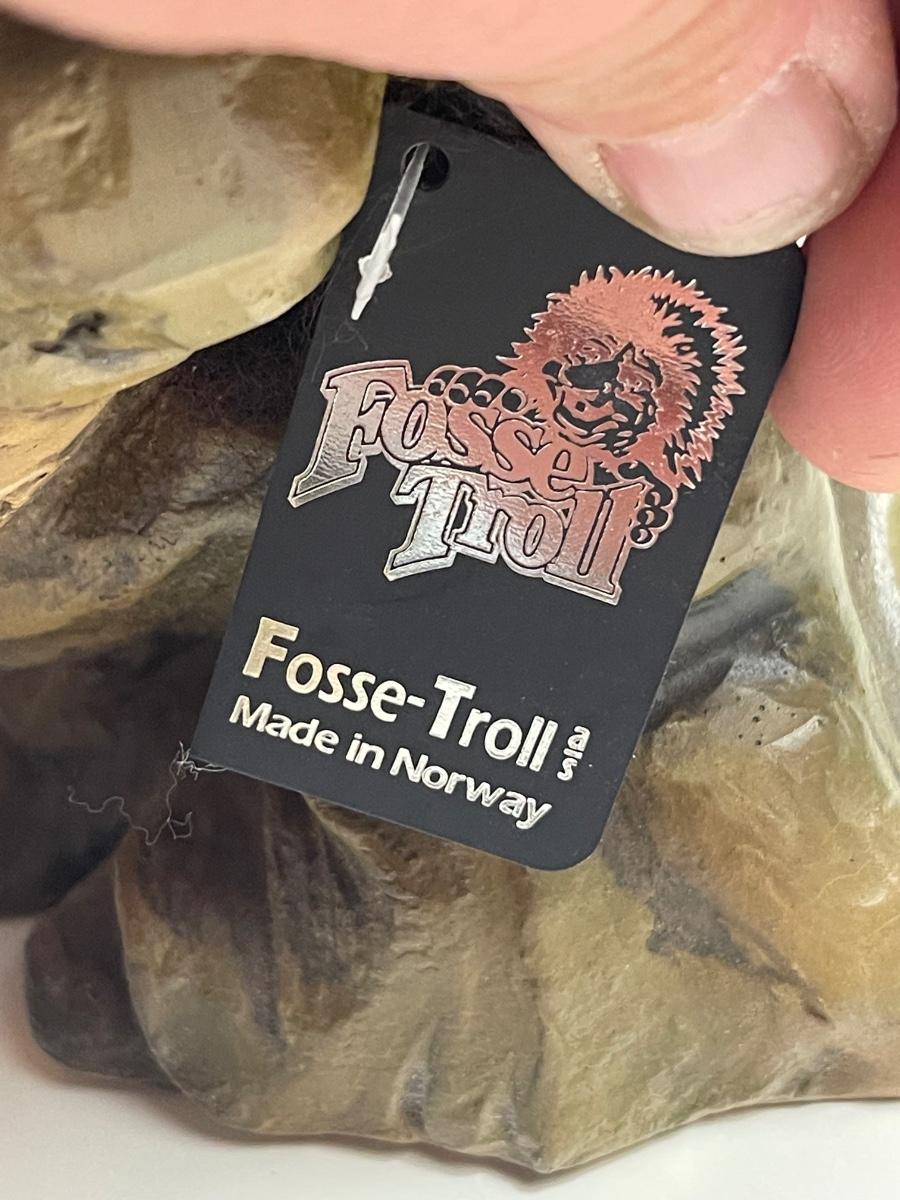 Fosse
Troll
Fosse-Troll a/s
Made in Norway